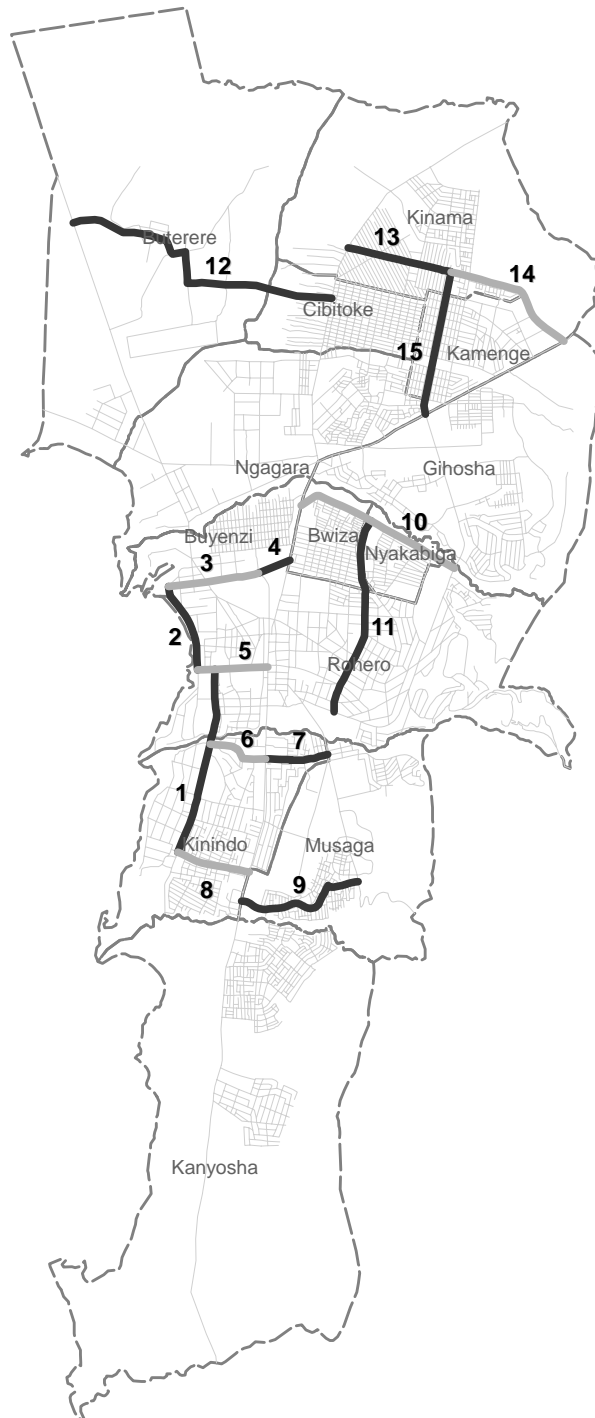 Kinama
13
Buterere
12
14
Cibitoke
15
Kamenge
Ngagara
Gihosha
10
Buyenzi
Bwiza
4
Nyakabiga
3
11
2
5
Rohero
6
7
1
Kinindo
Musaga
8
9
Kanyosha